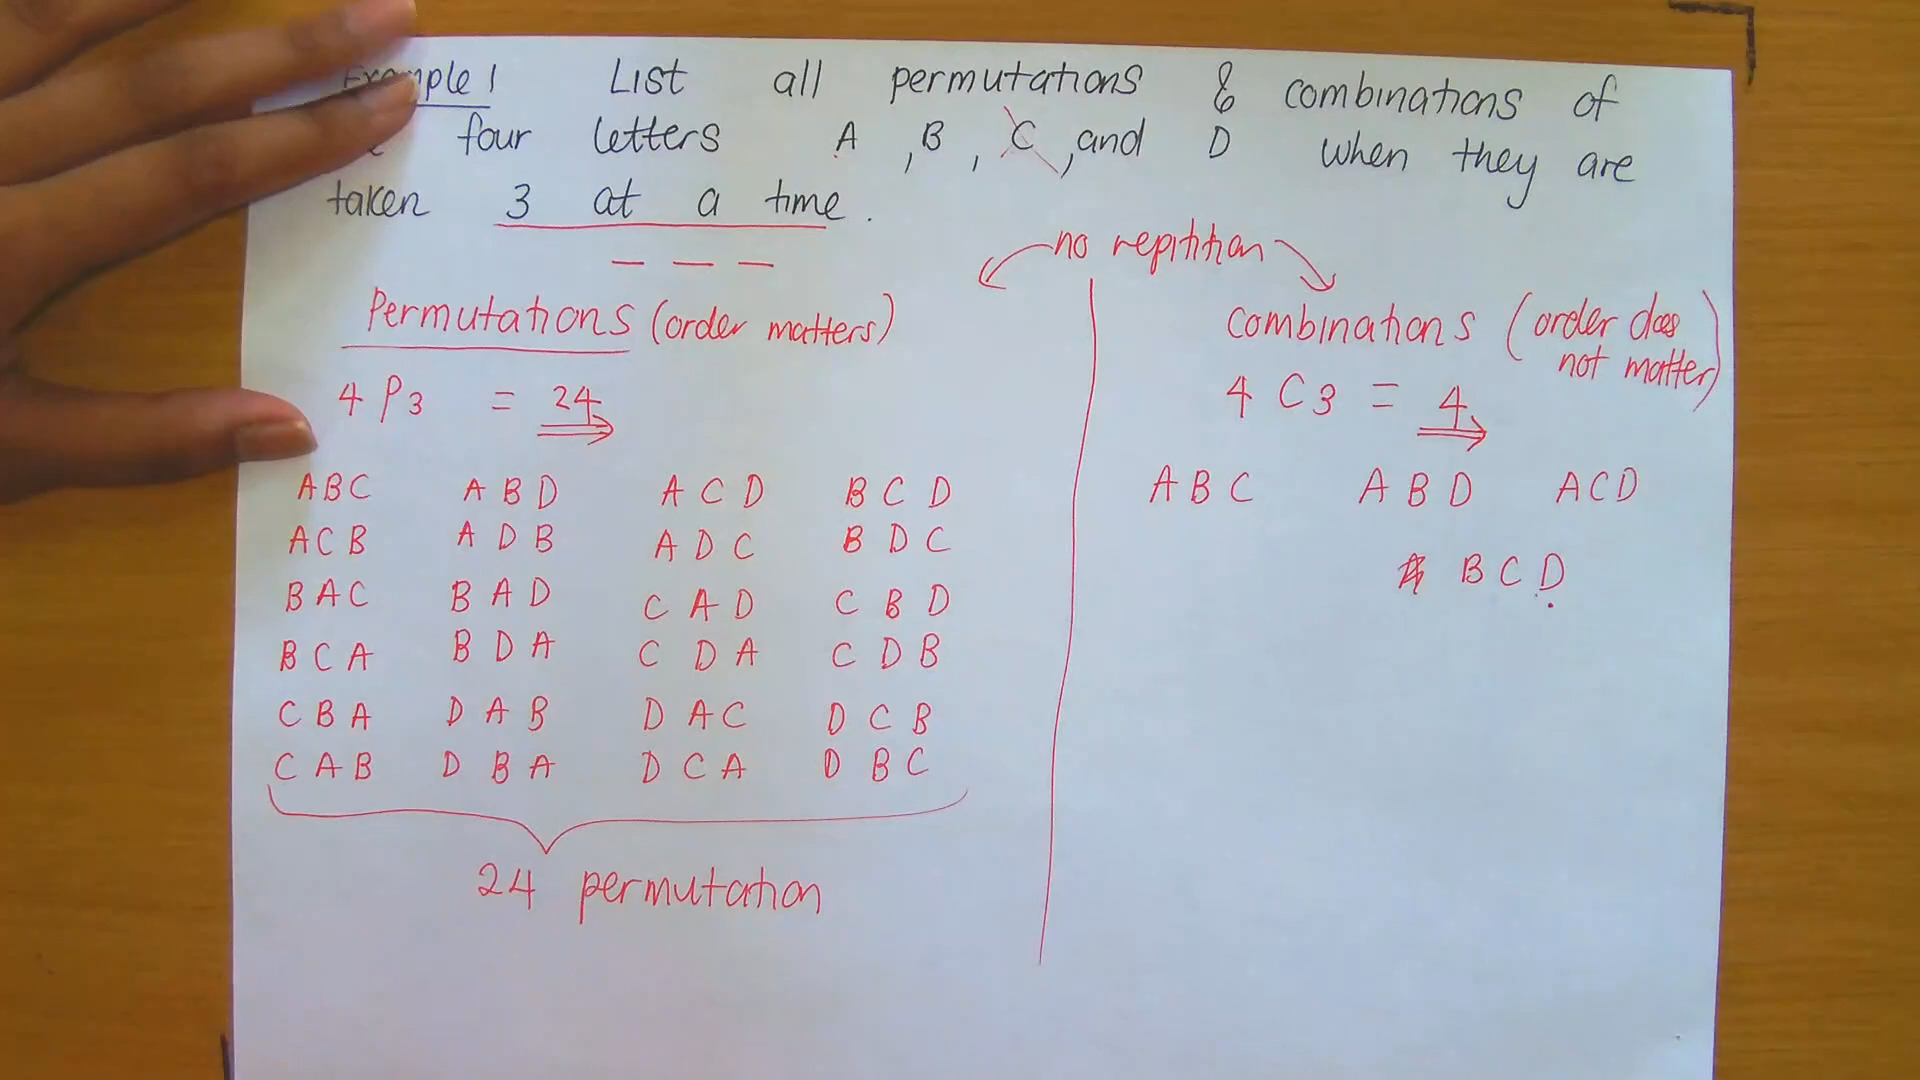 Example 1 List all permutations & combinations of
four letters A, B, C, and D when they are
taken 3 at a time.
no repitition
Permutations (order matters)
4 P 3 = 24
ABC ABD ACD BCD
ACB ADB ADC BDC
BAC BAD CAD CBD
BCA BDA CDA CDB
CBA DAB DAC DCB
CAB DBA DCA DBC
24 permutation
Combinations (order does
not matter)
4 C 3 = 4
ABC ABD ACD
BCD